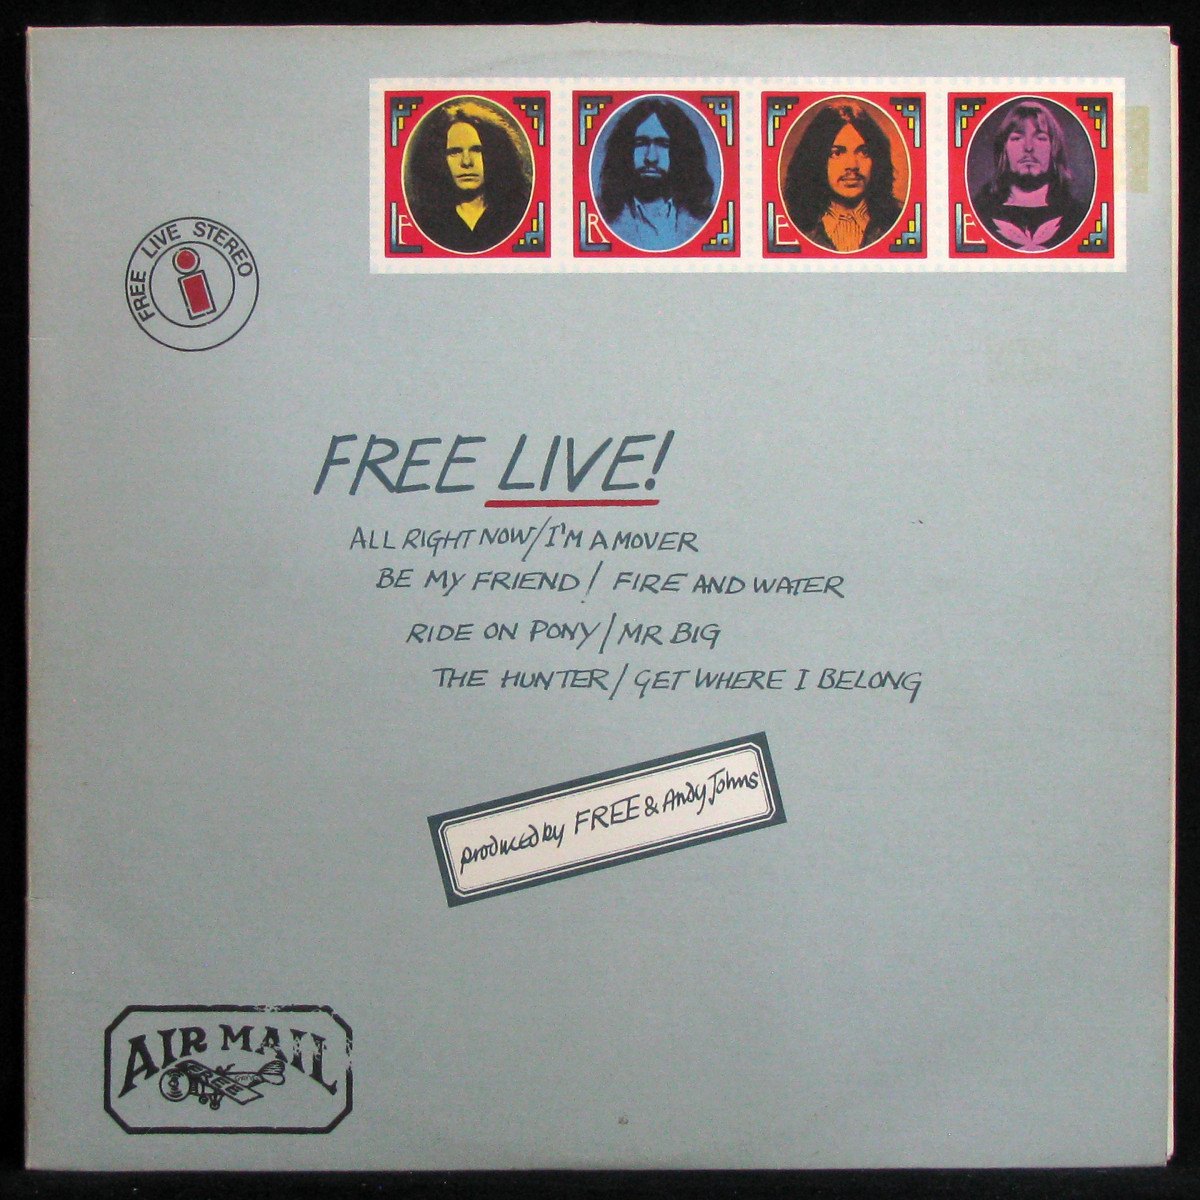 F R E E
FREE LIVE STEREO
FREE LIVE!
ALL RIGHT NOW/I'M A MOVER
BE MY FRIEND/ FIRE AND WATER
RIDE ON PONY/MR BIG
THE HUNTER/ GET WHERE I BELONG
produced by FREE & Andy Johns
AIR MAIL
FREE